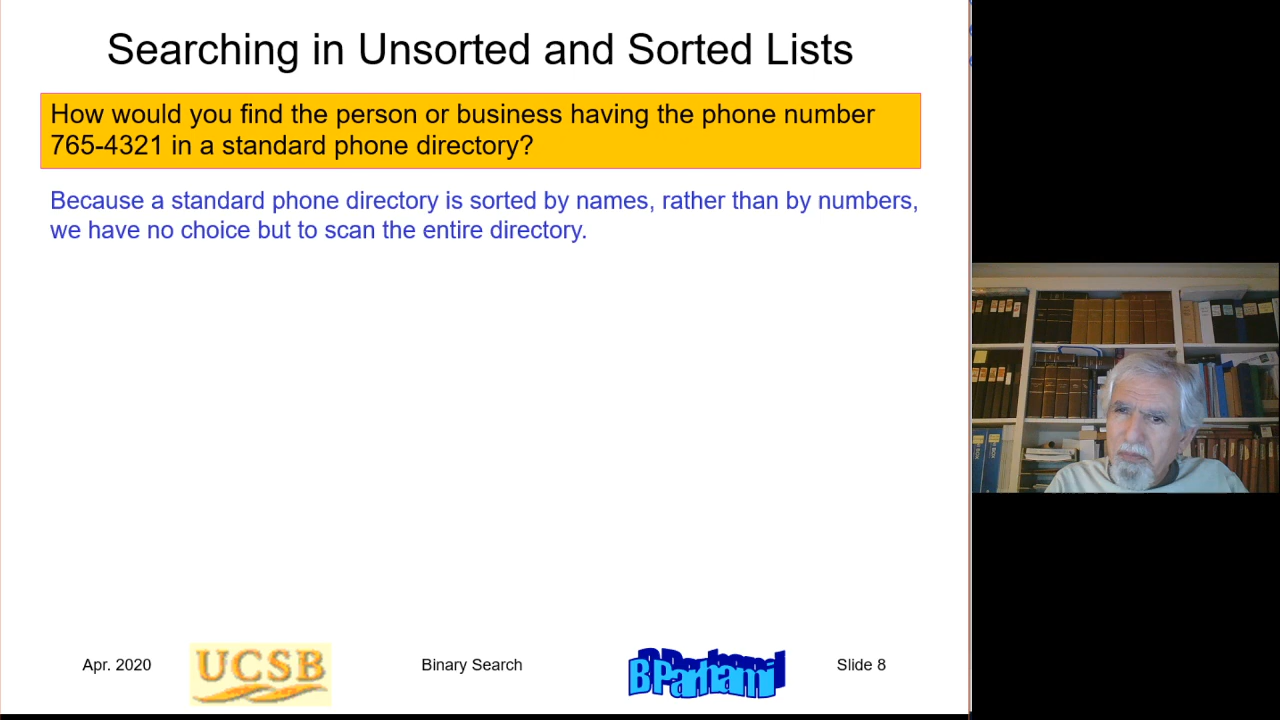 Searching in Unsorted and Sorted Lists
How would you find the person or business having the phone number
765-4321 in a standard phone directory?
Because a standard phone directory is sorted by names, rather than by numbers,
we have no choice but to scan the entire directory.
Apr. 2020
UCSB
Binary Search
B Parhami
Slide 8